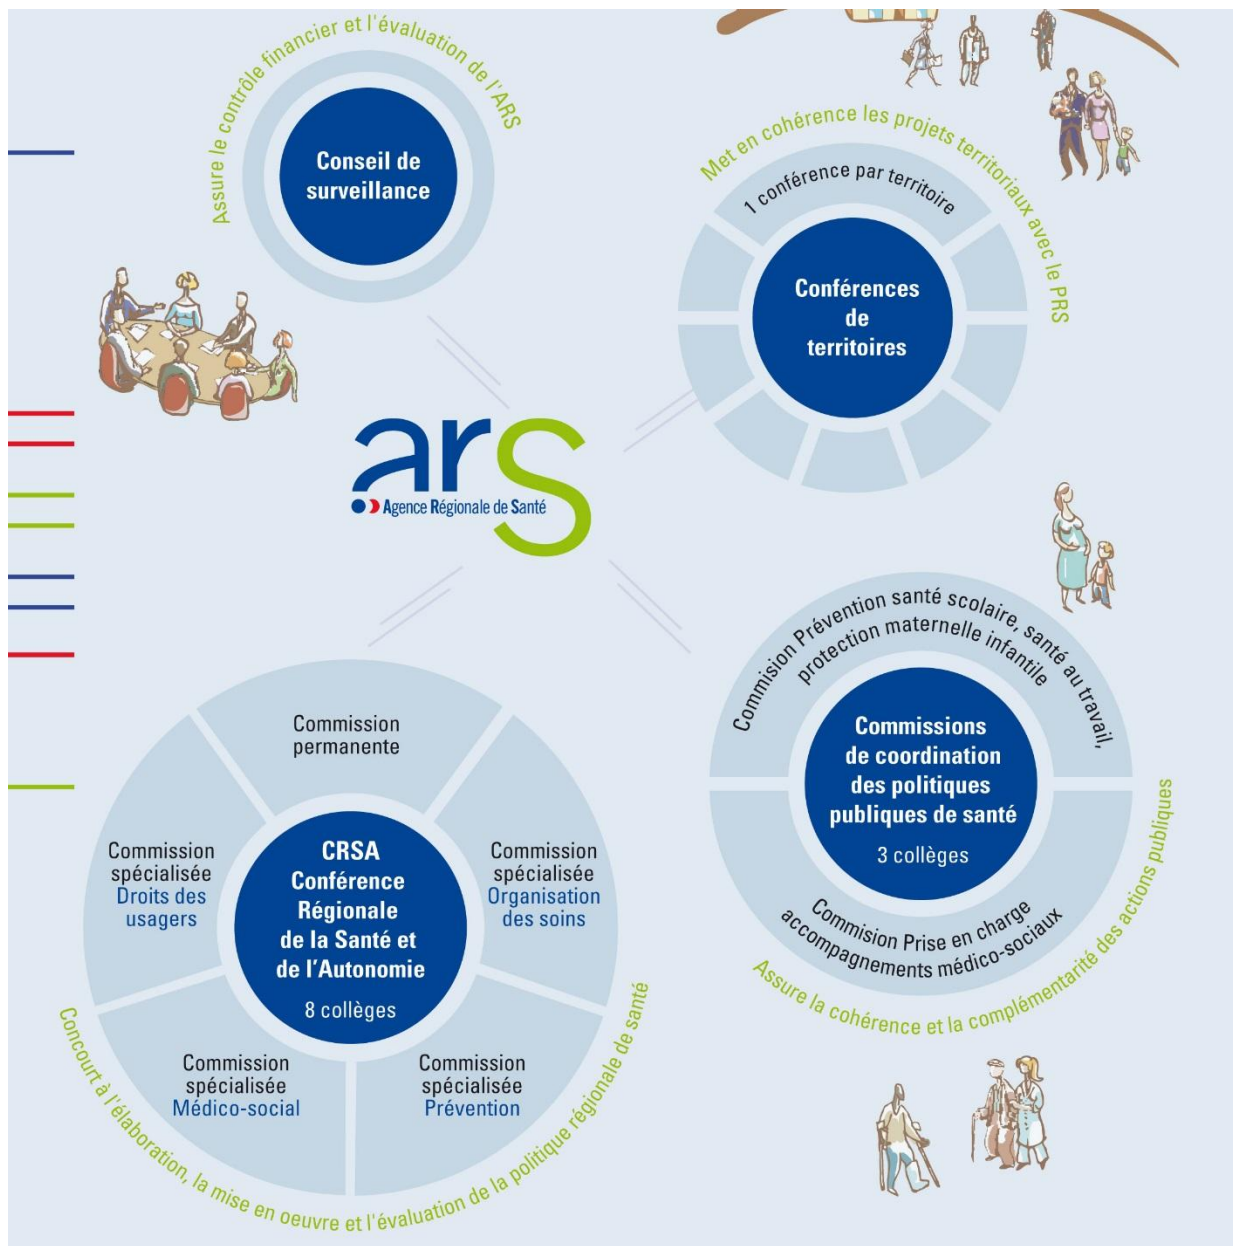 Assure le contrôle financier et l'évaluation de l'ARS
Conseil de
surveillance
Met en cohérence les projets territoriaux avec le PRS
1 conférence par territoire
Conférences
de
territoires
ars
Agence Régionale de Santé
Commision Prévention santé scolaire, santé au travail,
protection maternelle infantile
Commissions
de coordination
des politiques
publiques de santé
3 collèges
Commision Prise en charge
accompagnements médico-sociaux
Assure la cohérence et la complémentarité des actions publiques
Commission
permanente
Commission
spécialisée
Droits des
usagers
CRSA
Conférence
Régionale
de la Santé et
de l'Autonomie
8 collèges
Commission
spécialisée
Organisation
des soins
Commission
spécialisée
Médico-social
Commission
spécialisée
Prévention
Concourt à l'élaboration, la mise en oeuvre et l'évaluation de la politique régionale de santé